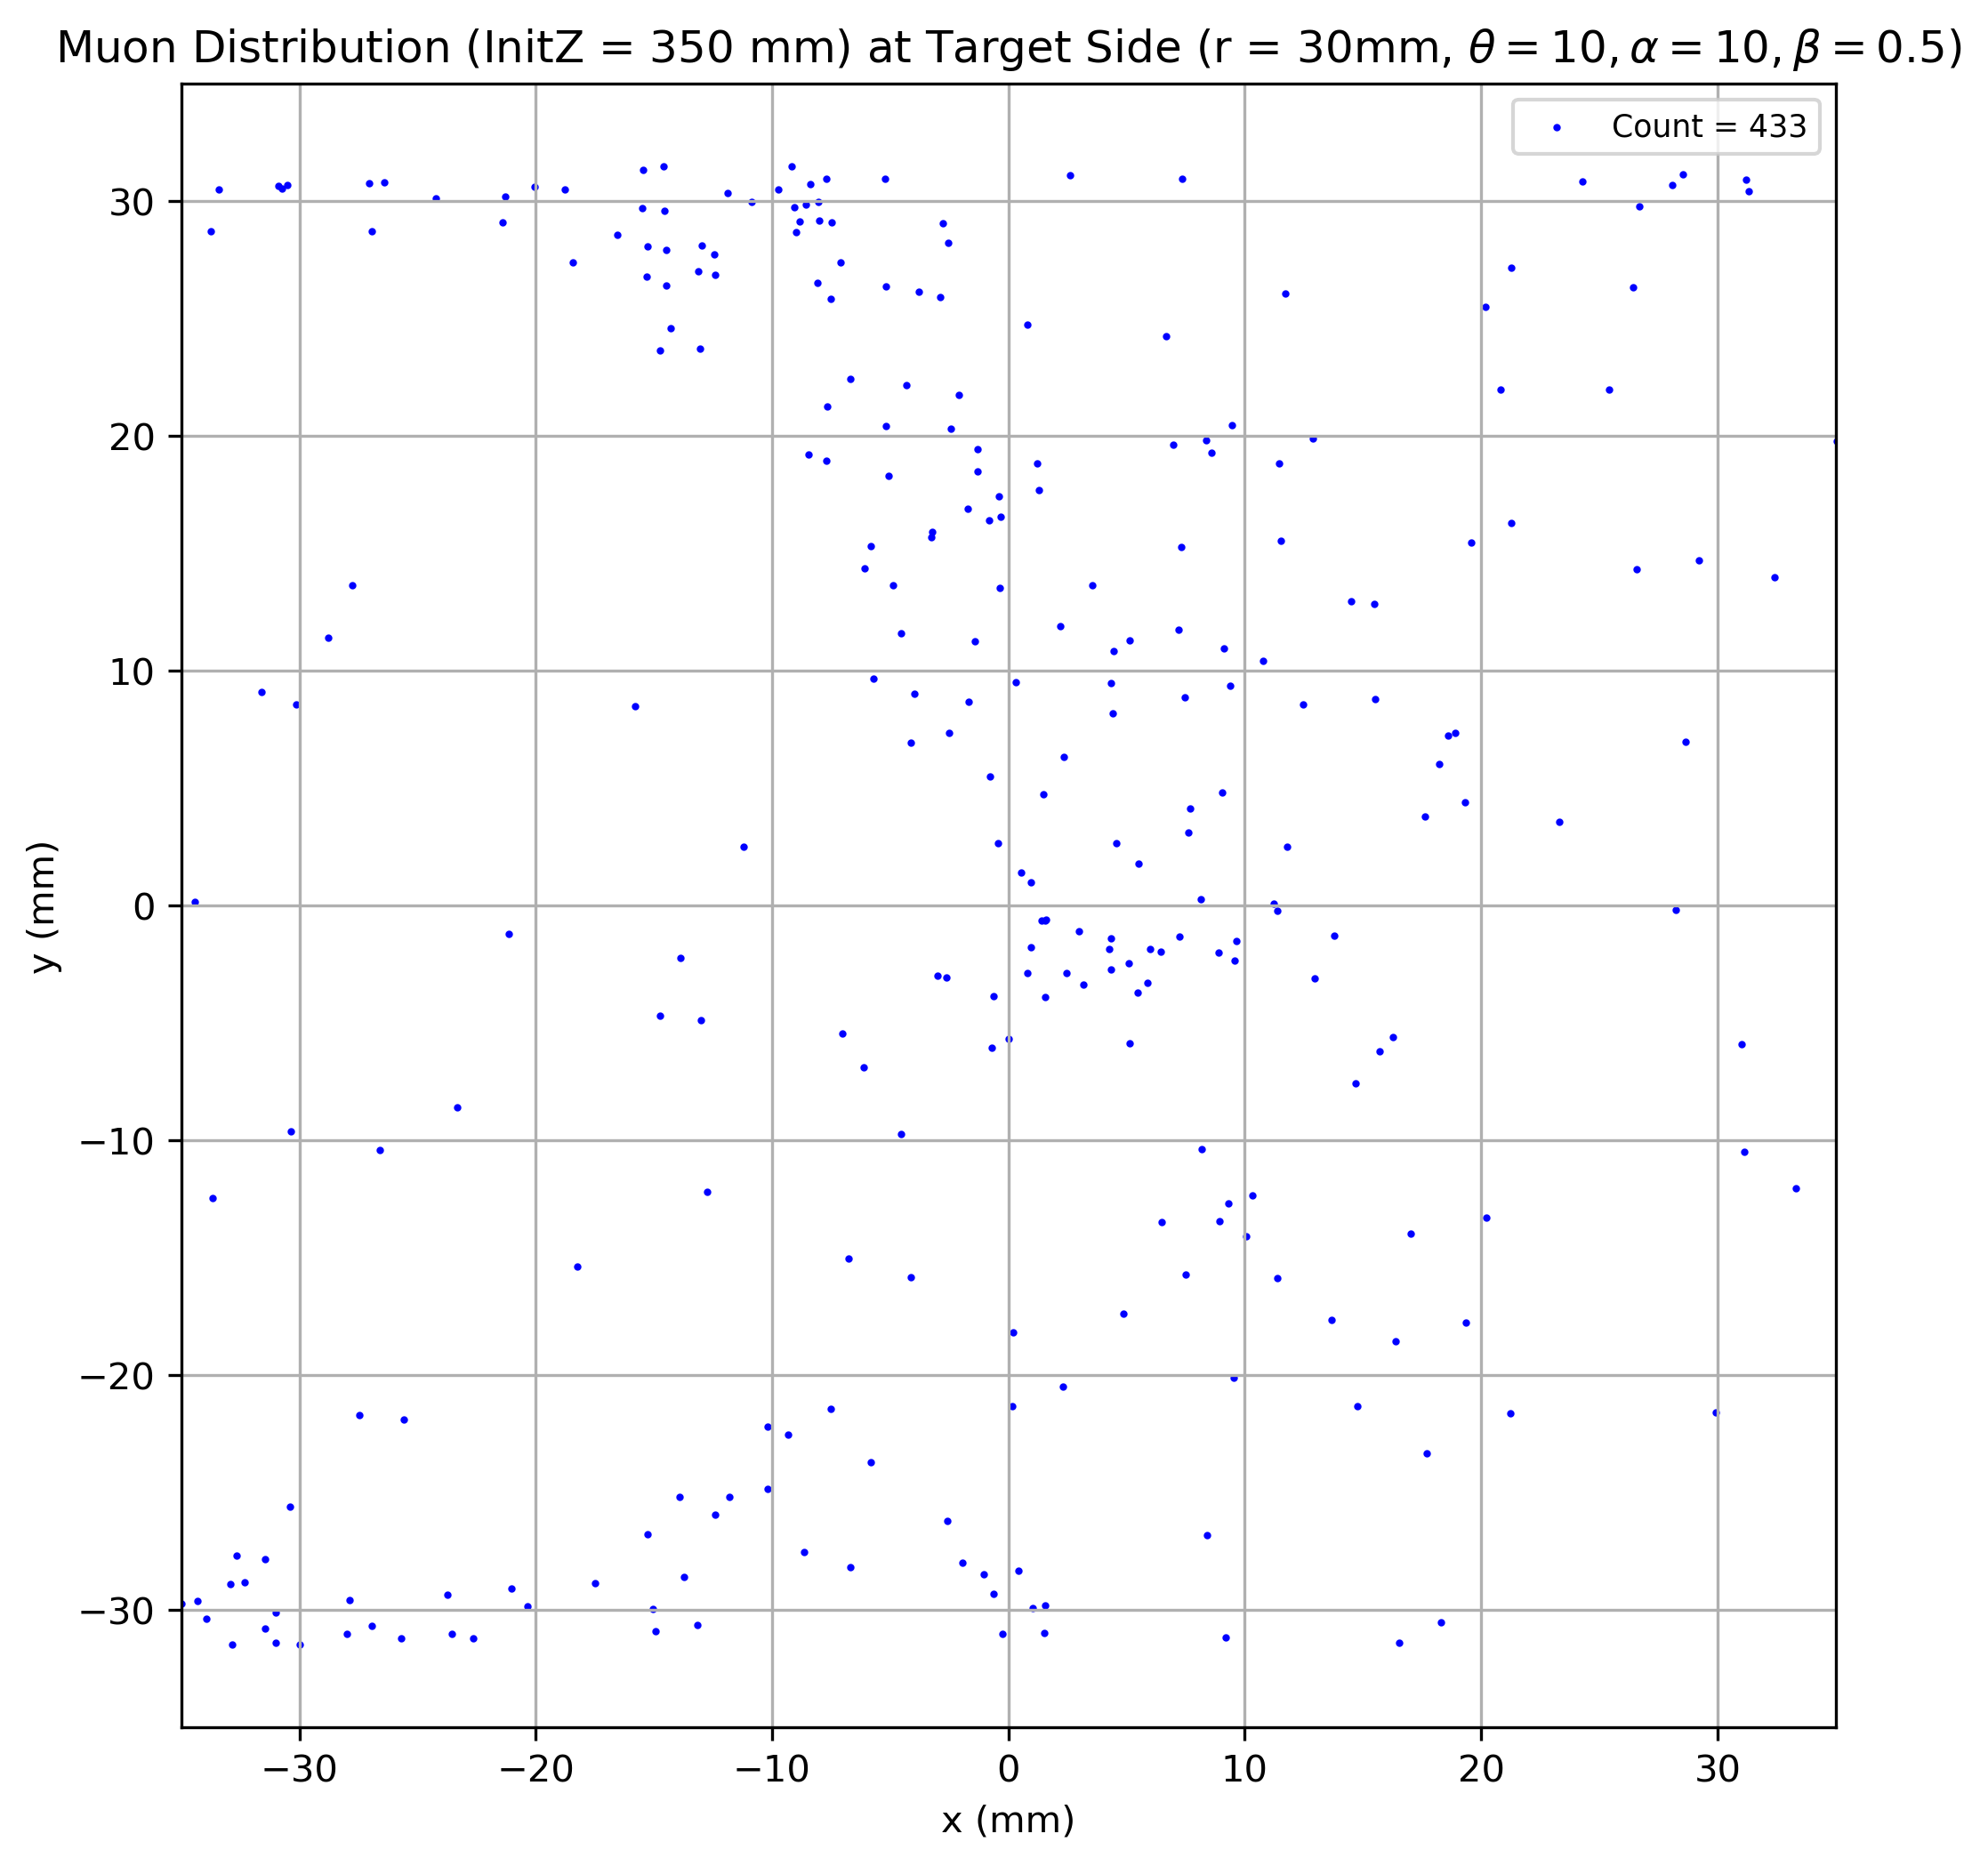 Muon Distribution (InitZ = 350 mm) at Target Side (r = 30mm, θ = 10, α = 10, β = 0.5)
Count = 433
30
20
10
0
−10
−20
−30
y (mm)
−30 −20 −10 0 10 20 30
x (mm)